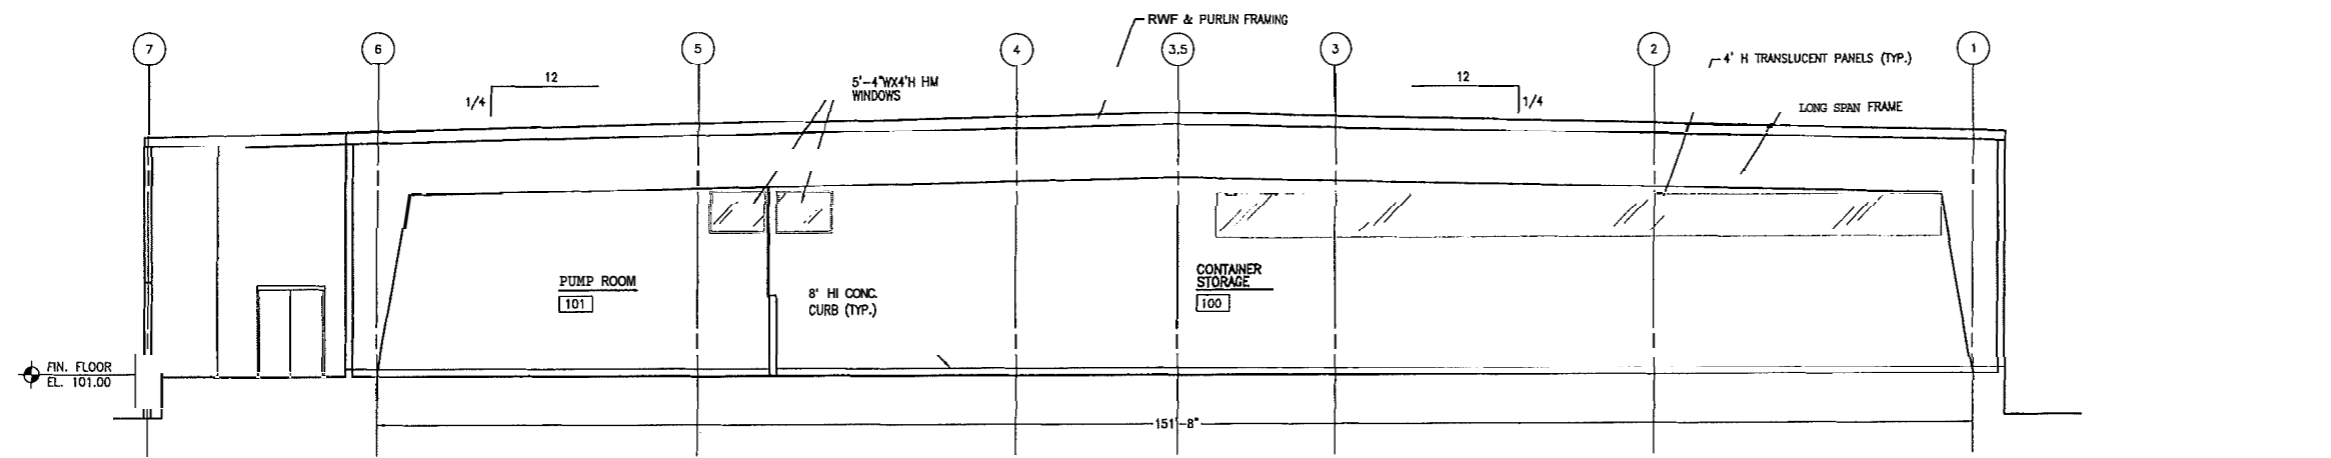 RWF & PURLIN FRAMING
7
6
5
4
3.5
3
2
1
4' H TRANSLUCENT PANELS (TYP.)
12
1/4
5'-4"WX4'H HM
WINDOWS
12
1/4
LONG SPAN FRAME
PUMP ROOM
101
8' HI CONC.
CURB (TYP.)
CONTAINER
STORAGE
100
FIN. FLOOR
EL. 101.00
151'-8"